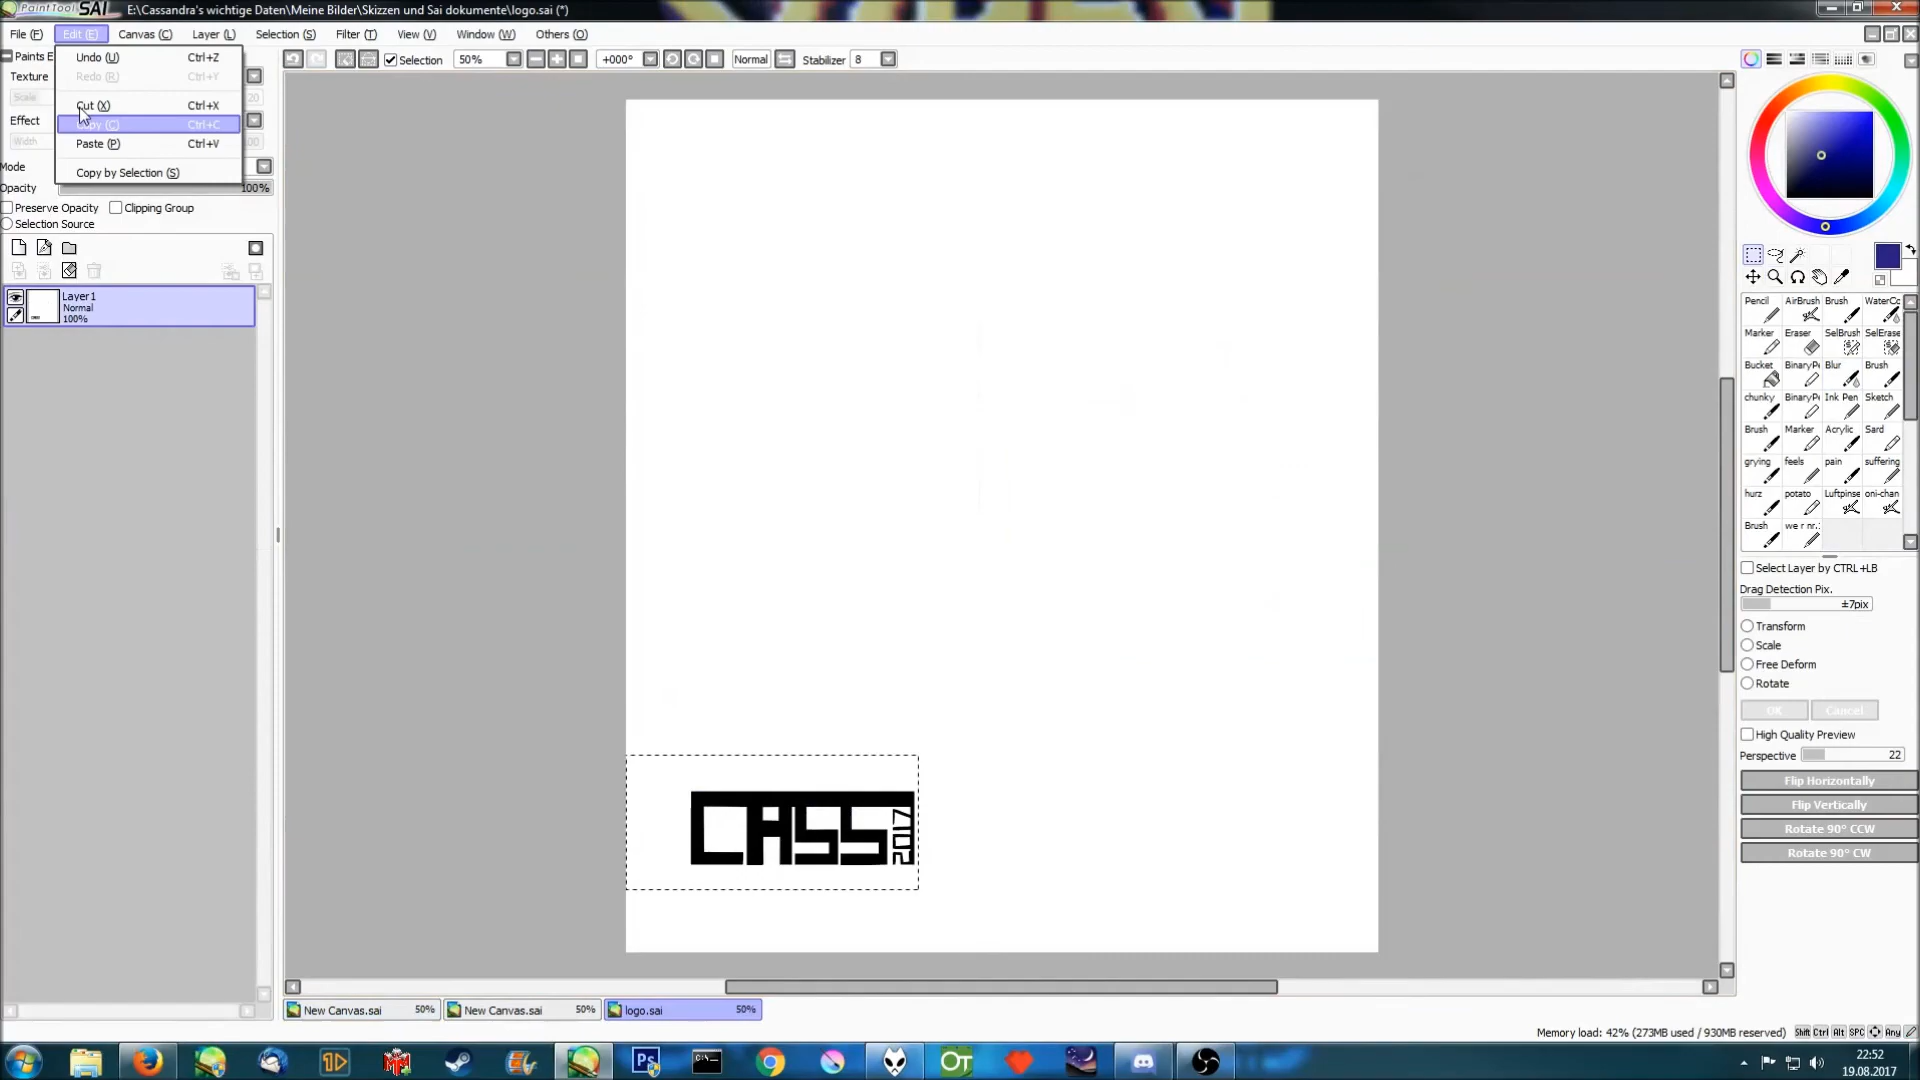 PaintTool SAI E:\Cassandra's wichtige Daten\Meine Bilder\Skizzen und Sai dokumente\logo.sai (*)
File (F) Edit (E) Canvas (C) Layer (L) Selection (S) Filter (T) View (V) Window (W) Others (O)
Undo (U) Ctrl+Z
Redo (R) Ctrl+Y
Cut (X) Ctrl+X
Copy (C) Ctrl+C
Paste (P) Ctrl+V
Copy by Selection (S)
Selection 50% +000° Normal Stabilizer 8
Paints E
Texture
Scale 20
Effect
Width 100
Mode
Opacity 100%
Preserve Opacity Clipping Group
Selection Source
Layer1
Normal
100%
CASS
2017
Pencil AirBrush Brush WaterCo
Marker Eraser SelBrush SelErase
Bucket BinaryPe Blur Brush
chunky BinaryPe Ink Pen Sketch
Brush Marker Acrylic Sard
grying feels pain suffering
hurz potato Luftpinse oni-chan
Brush we r nr.:
Select Layer by CTRL+LB
Drag Detection Pix.
±7pix
Transform
Scale
Free Deform
Rotate
OK Cancel
High Quality Preview
Perspective 22
Flip Horizontally
Flip Vertically
Rotate 90° CCW
Rotate 90° CW
New Canvas.sai 50% New Canvas.sai 50% logo.sai 50%
Memory load: 42% (273MB used / 930MB reserved) Shift Ctrl Alt SPC Any
Ps OT
22:52
19.08.2017